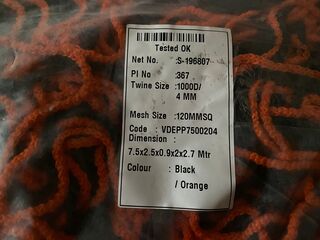 Tested OK
Net No. :S-196807
PI No :367
Twine Size :1000D/
4 MM
Mesh Size :120MMSQ
Code : VDEPP7500204
Dimension :
7.5x2.5x0.9x2x2.7 Mtr
Colour : Black
/ Orange